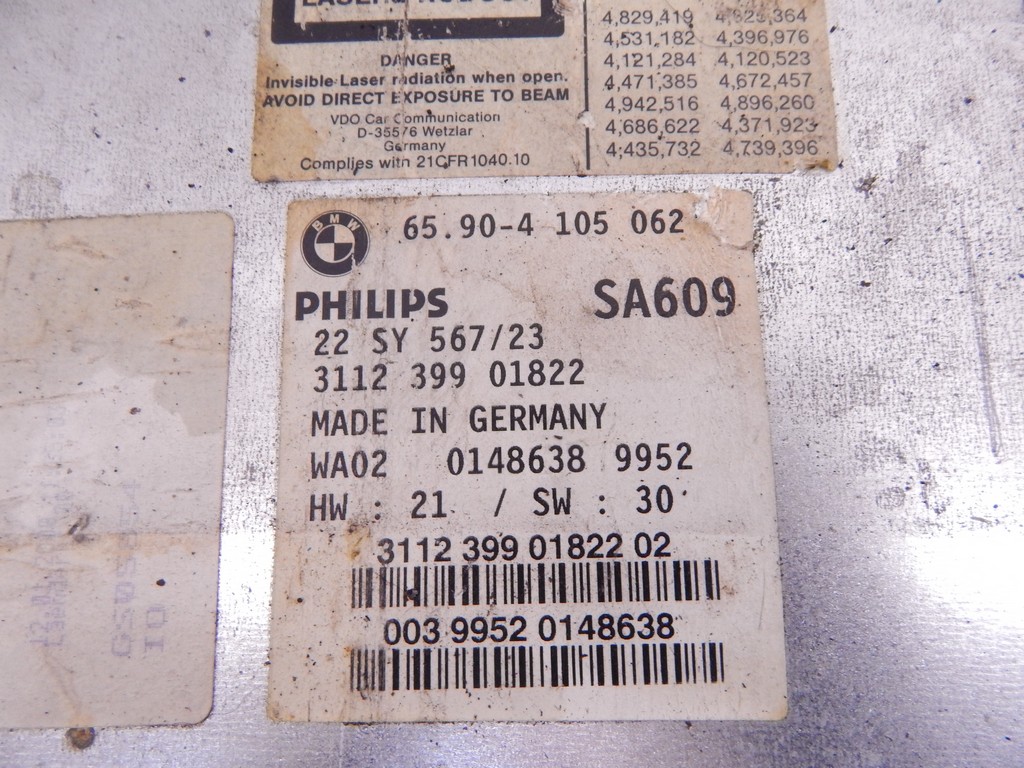 DANGER
Invisible Laser radiation when open.
AVOID DIRECT EXPOSURE TO BEAM
VDO Car Communication
D-35576 Wetzlar
Germany
Complies with 21CFR1040.10
4,829,419 4,823,364
4,531,182 4,396,976
4,121,284 4,120,523
4,471,385 4,672,457
4,942,516 4,896,260
4,686,622 4,371,923
4,435,732 4,739,396
BMW
65.90-4 105 062
PHILIPS SA609
22 SY 567/23
3112 399 01822
MADE IN GERMANY
WA02 0148638 9952
HW : 21 / SW : 30
3112 399 01822 02
003 9952 0148638